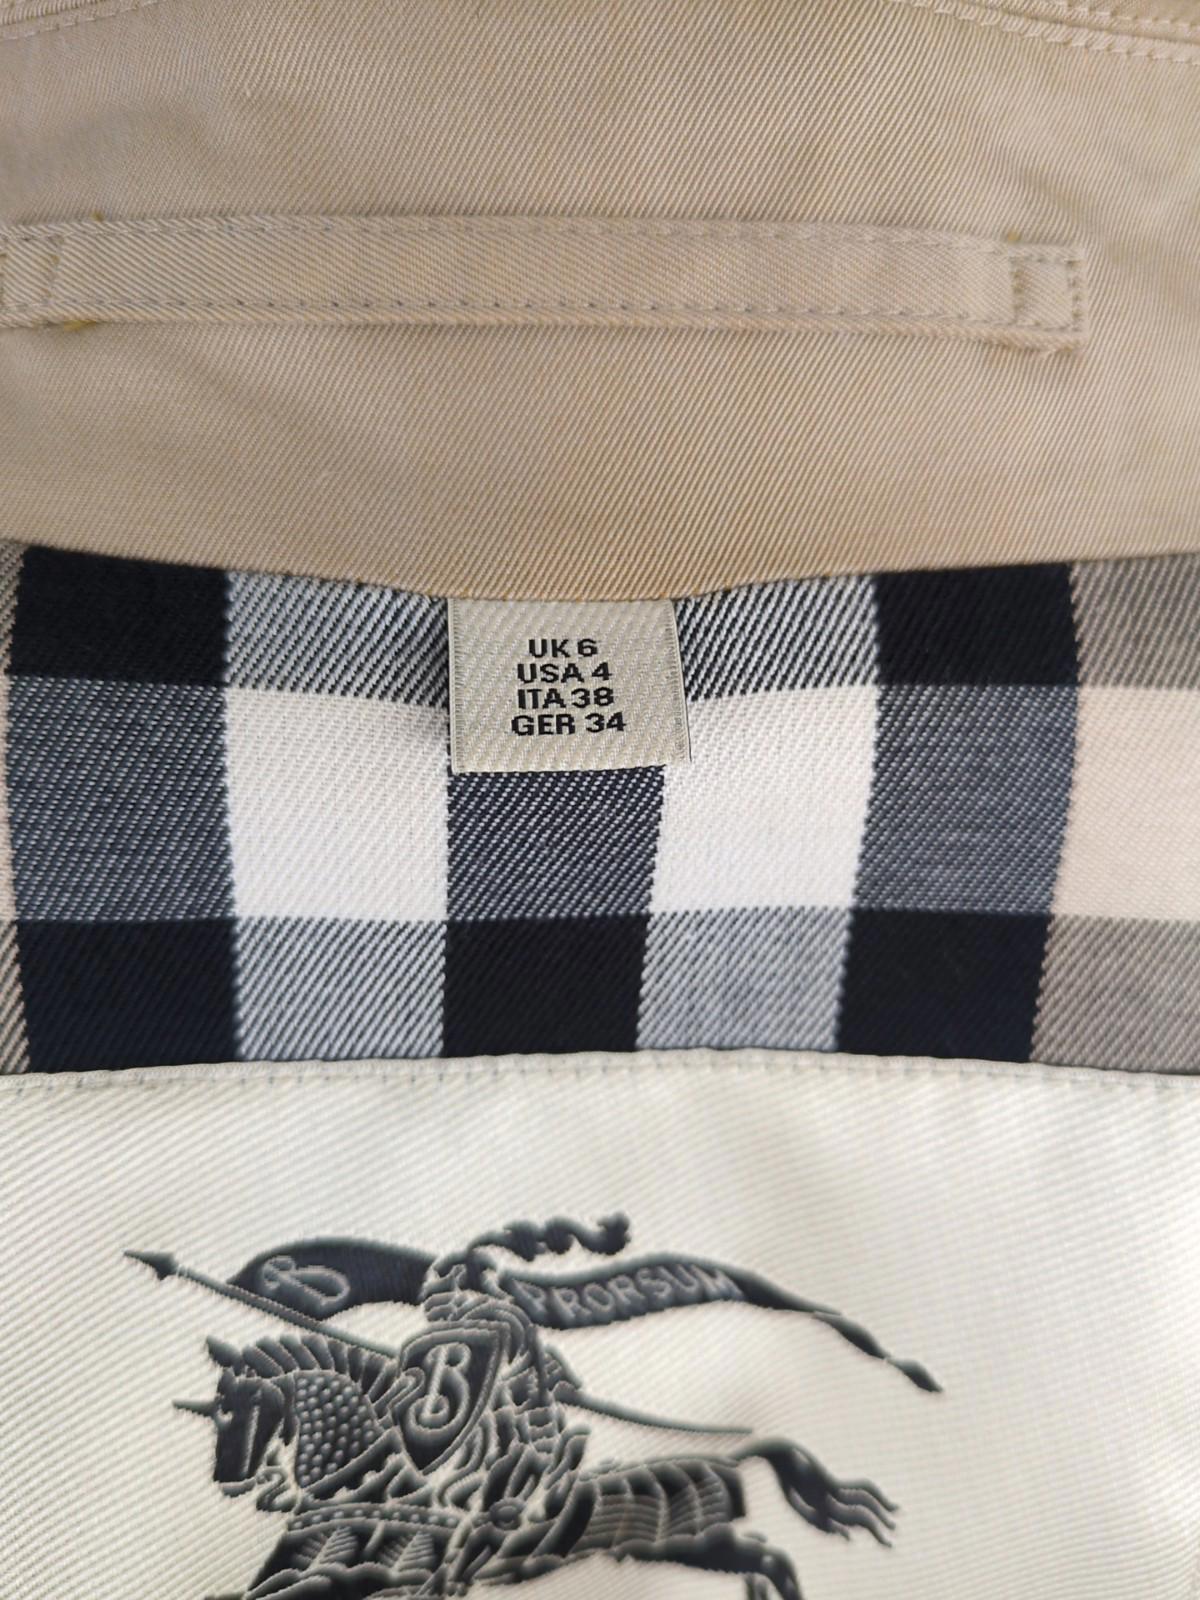 UK 6
USA 4
ITA 38
GER 34
B PRORSUM
B